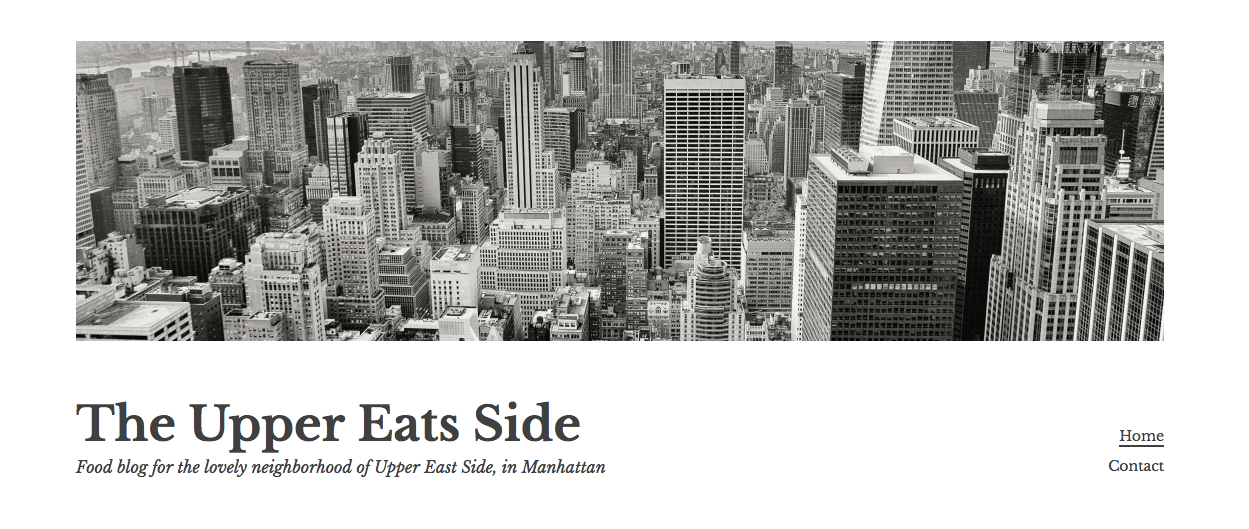 The Upper Eats Side
Food blog for the lovely neighborhood of Upper East Side, in Manhattan
Home
Contact